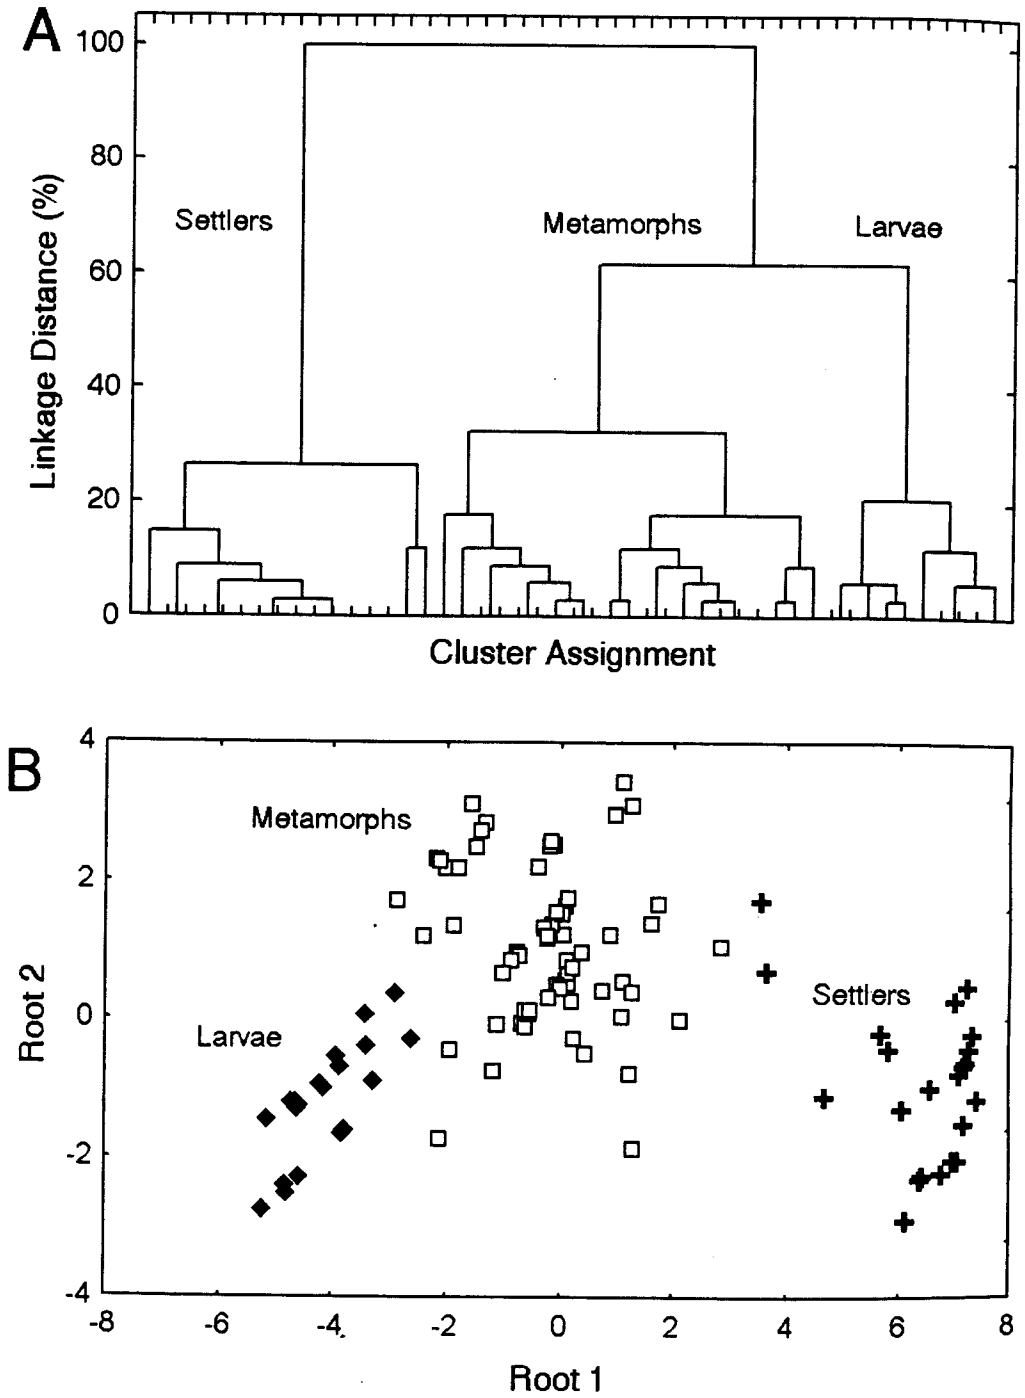 A
100
80
60
40
20
0
Linkage Distance (%)
Settlers
Metamorphs
Larvae
Cluster Assignment
B
4
2
0
-2
-4
Root 2
Metamorphs
Larvae
Settlers
-8 -6 -4 -2 0 2 4 6 8
Root 1